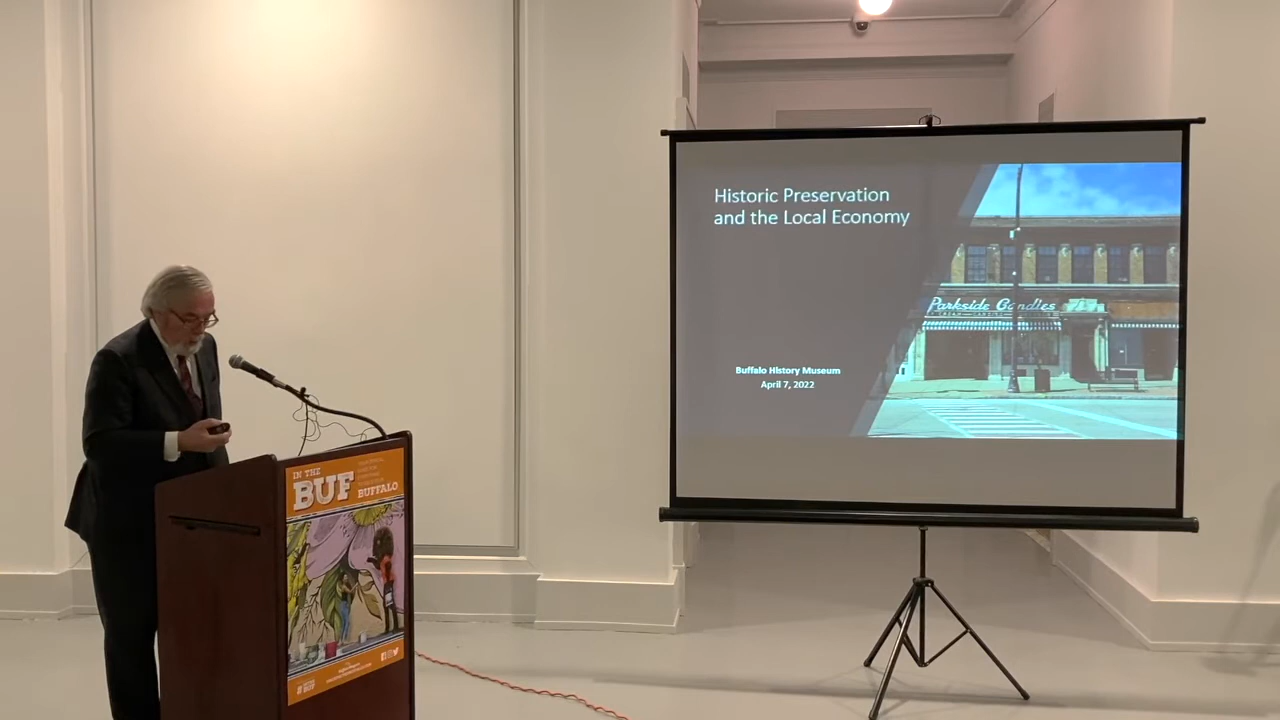 Historic Preservation
and the Local Economy
Parkside Candies
Buffalo History Museum
April 7, 2022
IN THE
BUF
BUFFALO